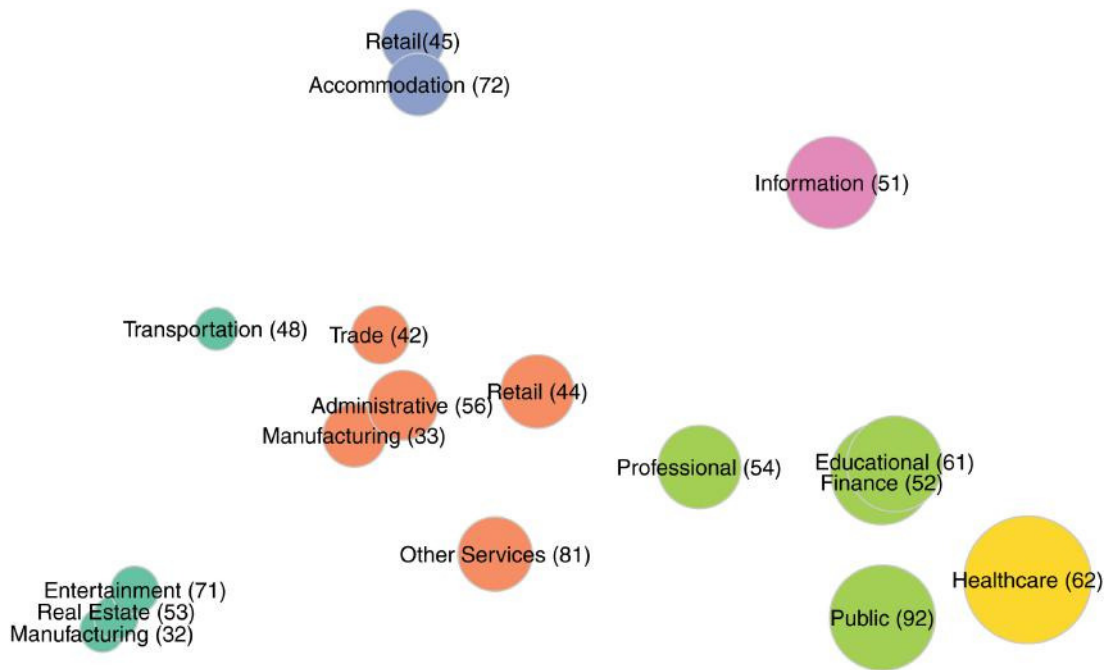 Retail(45)
Accommodation (72)
Information (51)
Transportation (48)
Trade (42)
Retail (44)
Administrative (56)
Manufacturing (33)
Professional (54)
Educational (61)
Finance (52)
Other Services (81)
Healthcare (62)
Entertainment (71)
Real Estate (53)
Public (92)
Manufacturing (32)